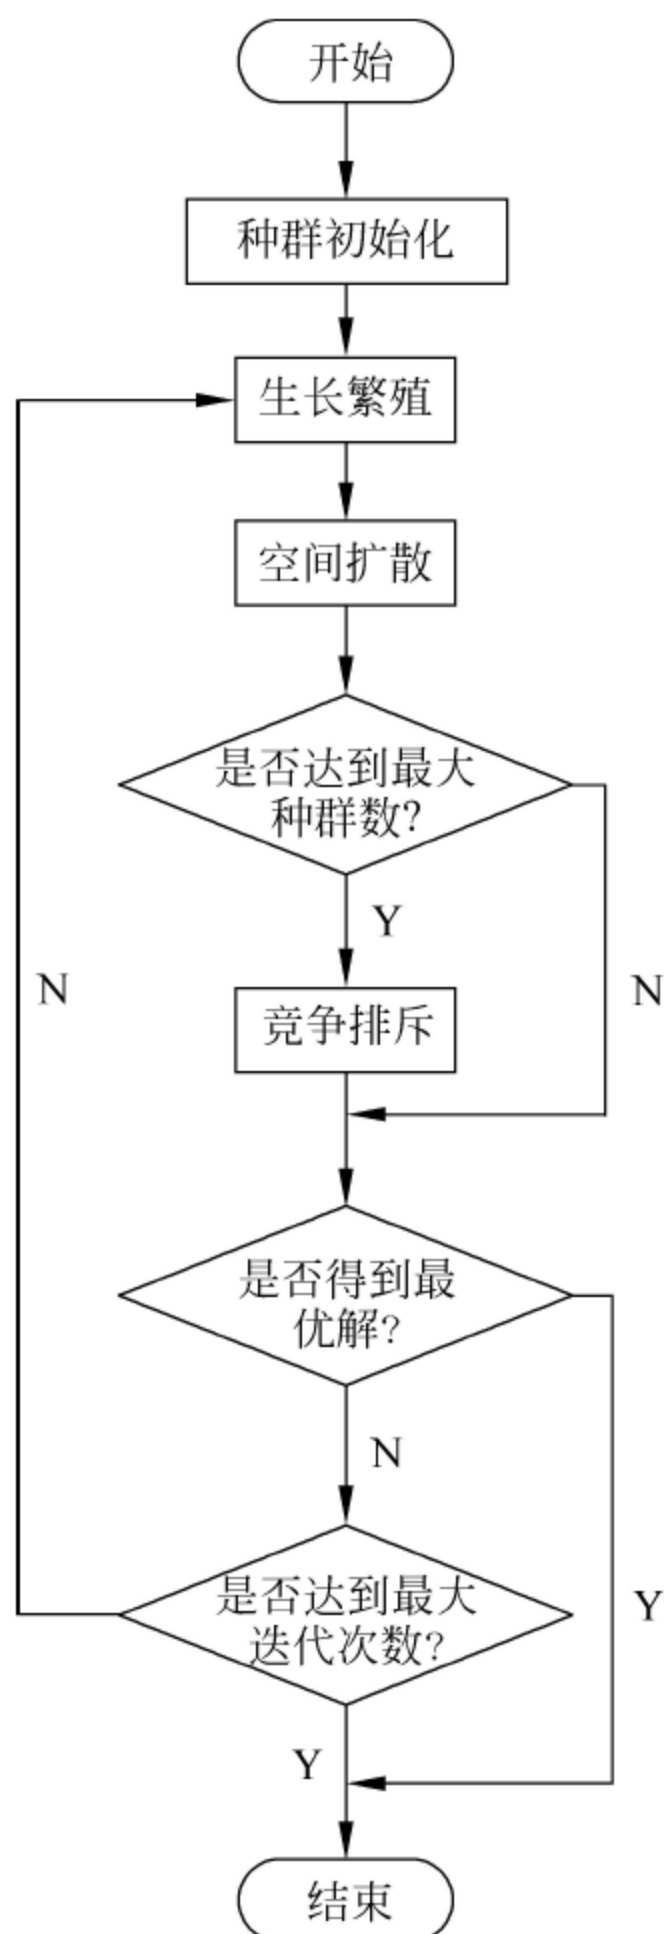 开始
种群初始化
生长繁殖
空间扩散
是否达到最大
种群数?
Y
N
N
竞争排斥
是否得到最
优解?
N
是否达到最大
迭代次数?
Y
Y
结束